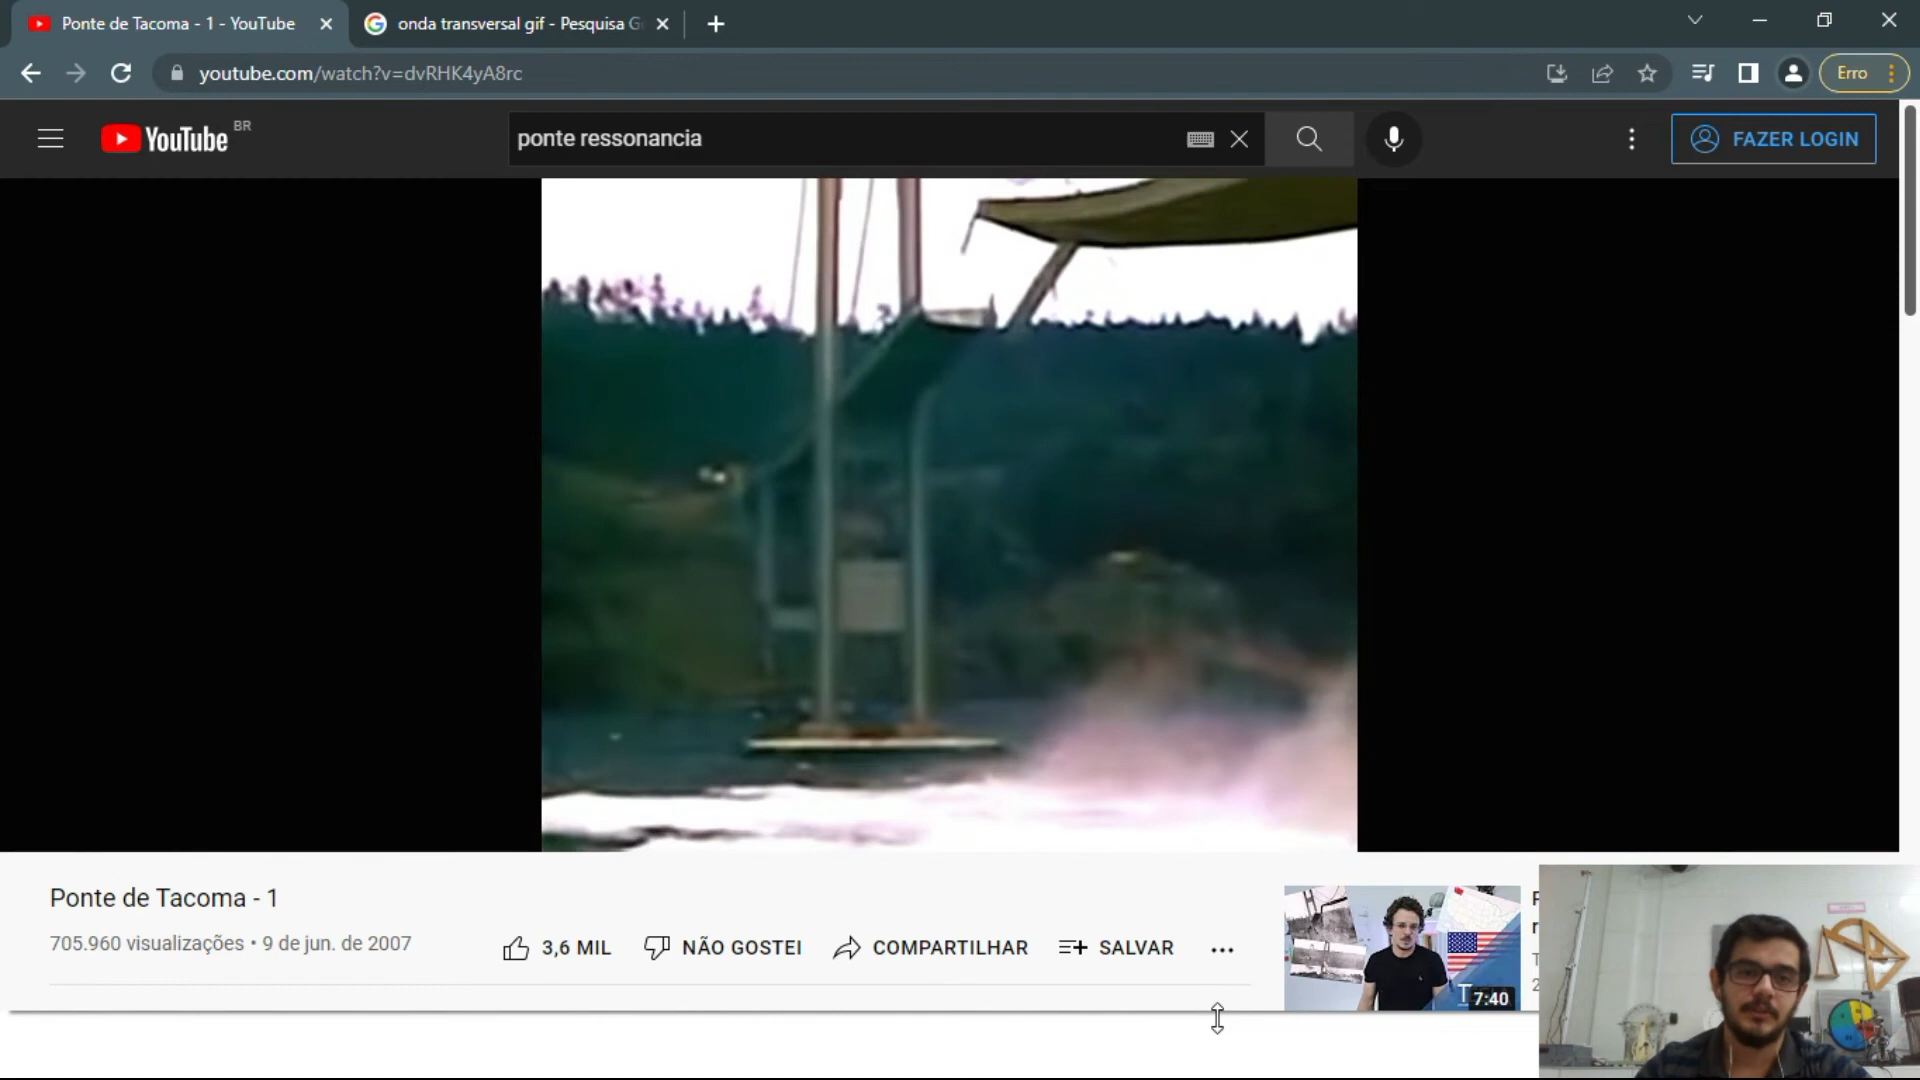 Ponte de Tacoma - 1 - YouTube
onda transversal gif - Pesquisa G
youtube.com/watch?v=dvRHK4yA8rc
Erro
YouTube BR
ponte ressonancia
FAZER LOGIN
Ponte de Tacoma - 1
705.960 visualizações • 9 de jun. de 2007
3,6 MIL
NÃO GOSTEI
COMPARTILHAR
SALVAR
7:40